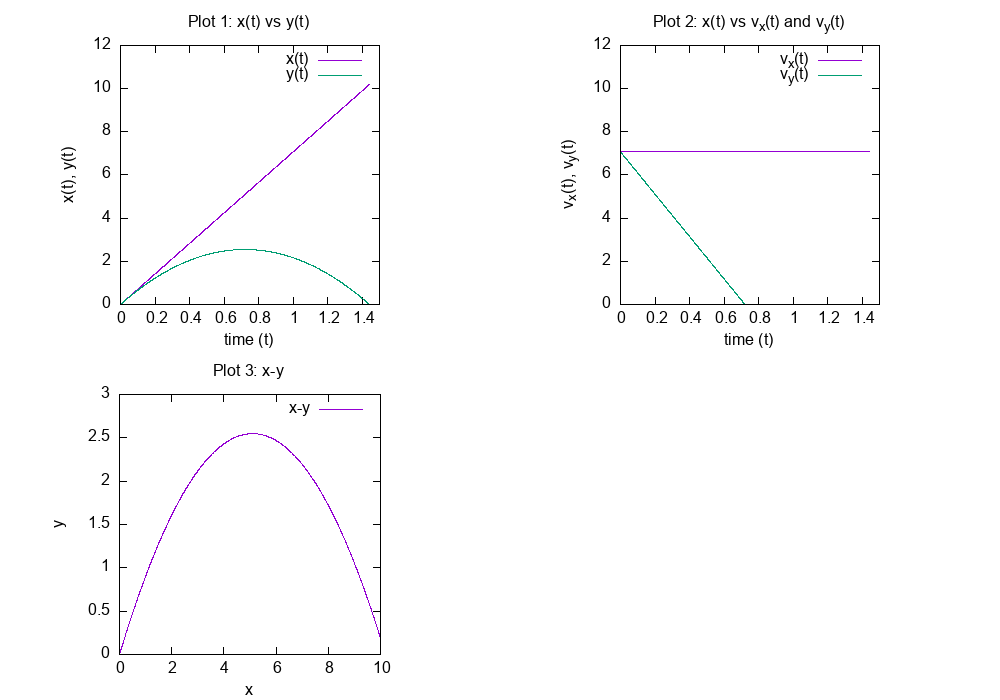 Plot 1: x(t) vs y(t)
12
10
8
6
4
2
0
x(t), y(t)
x(t)
y(t)
0 0.2 0.4 0.6 0.8 1 1.2 1.4
time (t)
Plot 2: x(t) vs vx(t) and vy(t)
12
10
8
6
4
2
0
vx(t), vy(t)
vx(t)
vy(t)
0 0.2 0.4 0.6 0.8 1 1.2 1.4
time (t)
Plot 3: x-y
3
2.5
2
1.5
1
0.5
0
y
x-y
0 2 4 6 8 10
x